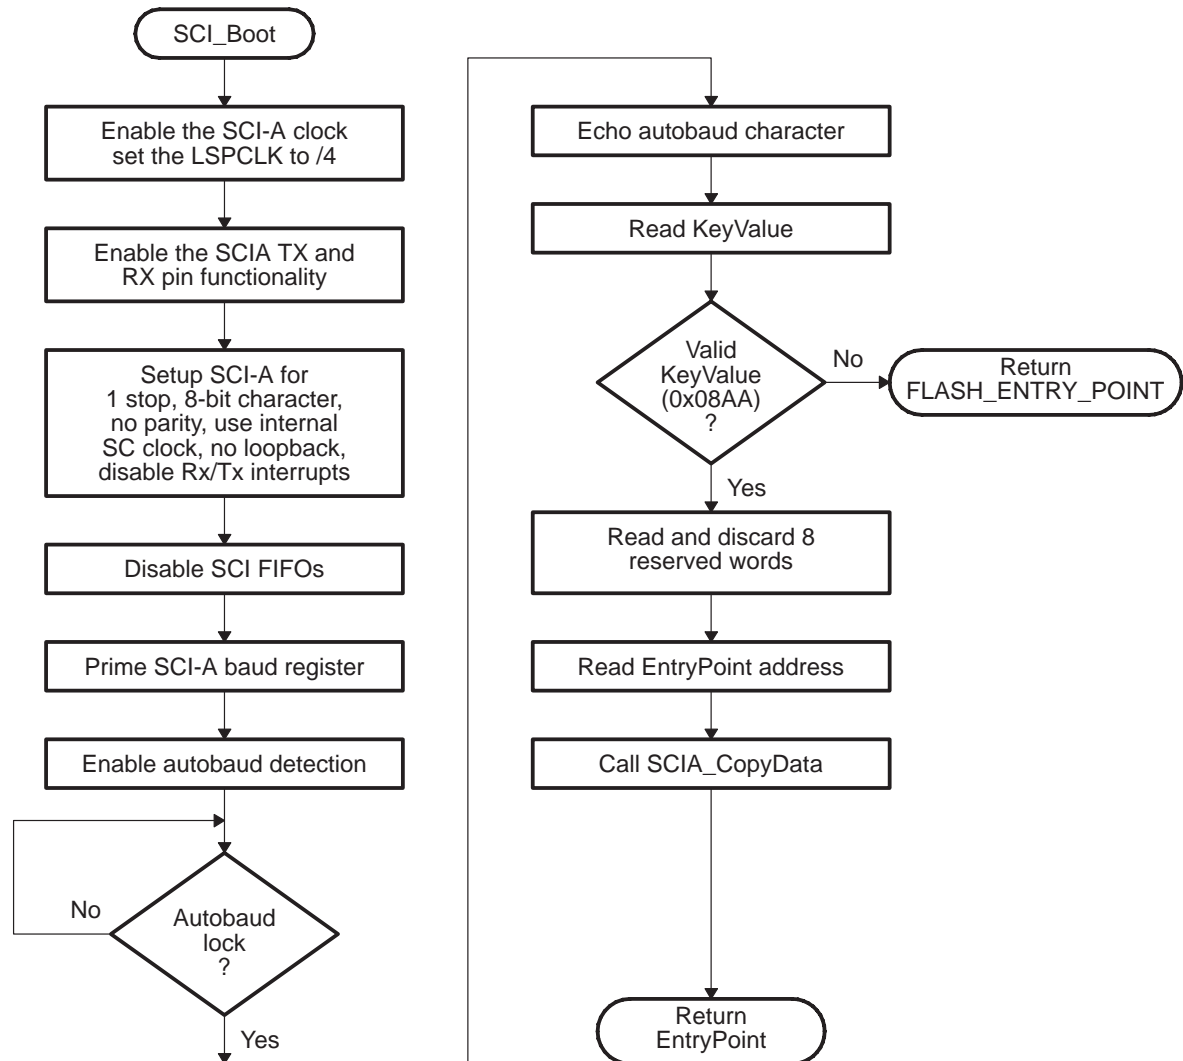 SCI_Boot
Enable the SCI-A clock
set the LSPCLK to /4
Enable the SCIA TX and
RX pin functionality
Setup SCI-A for
1 stop, 8-bit character,
no parity, use internal
SC clock, no loopback,
disable Rx/Tx interrupts
Disable SCI FIFOs
Prime SCI-A baud register
Enable autobaud detection
No
Autobaud
lock
?
Yes
Echo autobaud character
Read KeyValue
Valid
KeyValue
(0x08AA)
?
No
Return
FLASH_ENTRY_POINT
Yes
Read and discard 8
reserved words
Read EntryPoint address
Call SCIA_CopyData
Return
EntryPoint